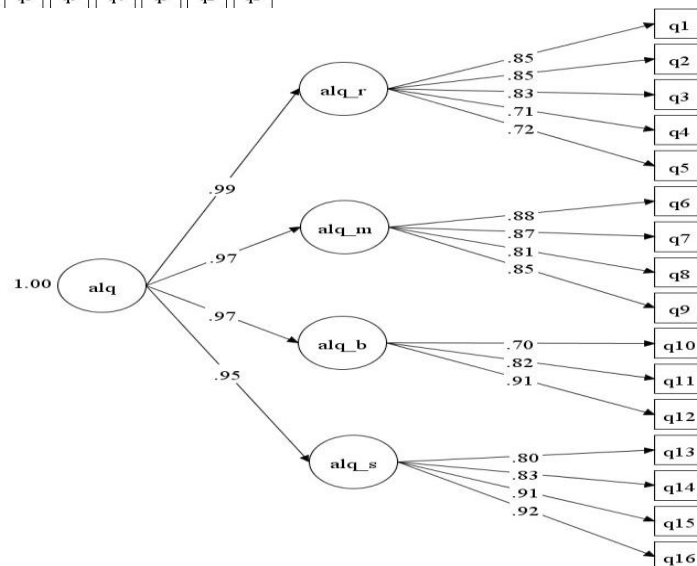 q1
.85
q2
.85
alq_r
q3
.83
q4
.71
q5
.72
.99
q6
.88
q7
.87
alq_m
q8
.81
q9
.85
.97
1.00
alq
.97
q10
.70
q11
.82
alq_b
q12
.91
.95
q13
.80
q14
.83
alq_s
q15
.91
q16
.92